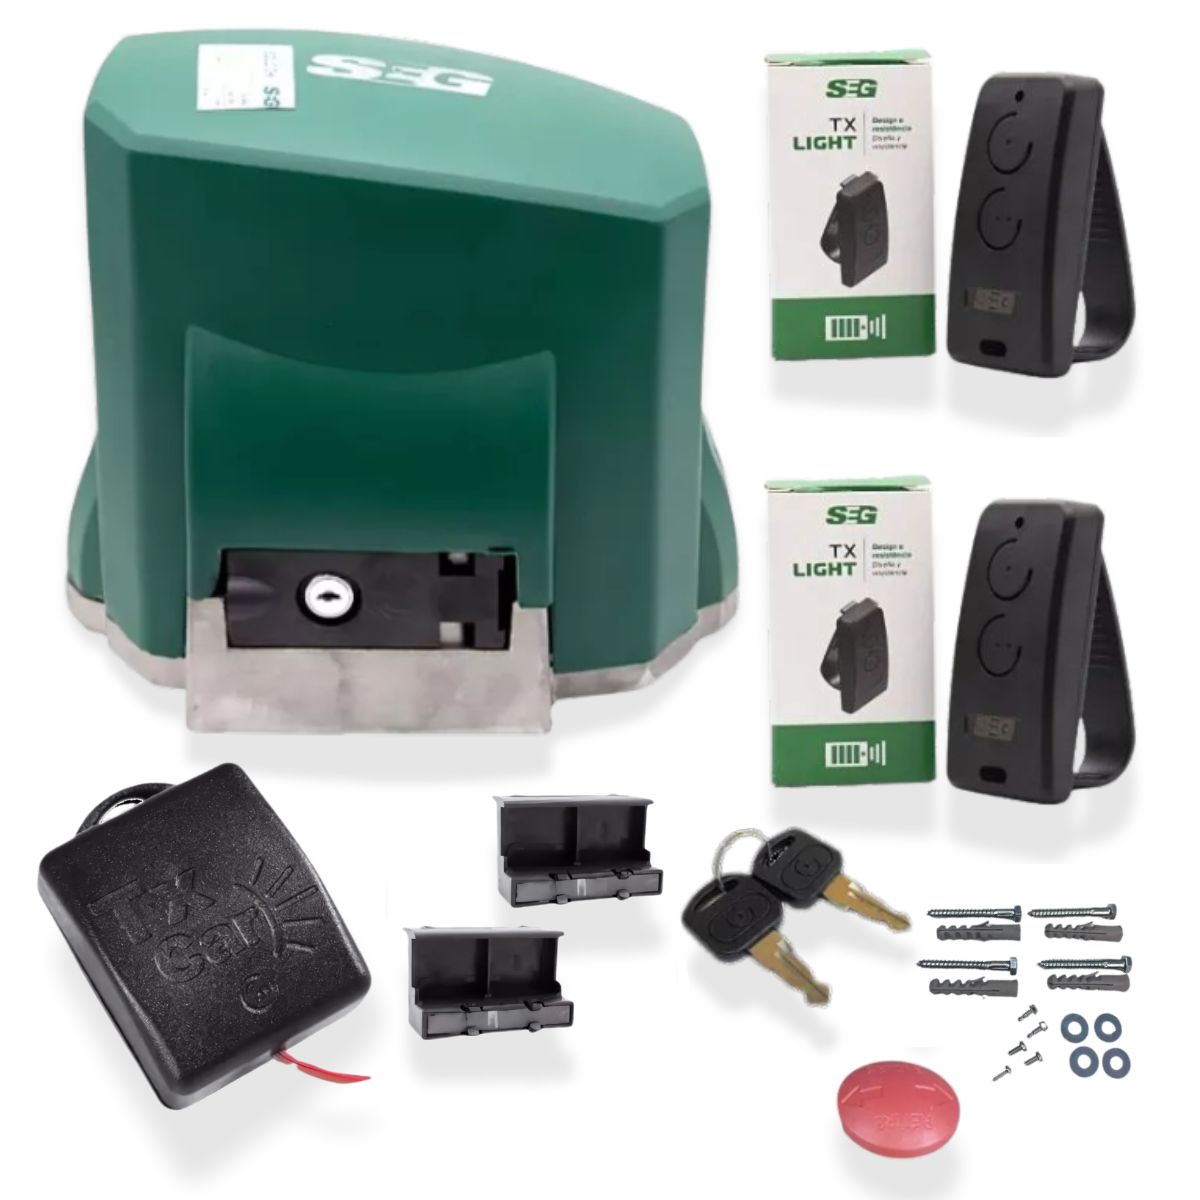 SEG
SEG
TX
LIGHT
Design e
resistência
Diseño y
resistencia
SEG
SEG
TX
LIGHT
Design e
resistência
Diseño y
resistencia
SEG
Tx
Car